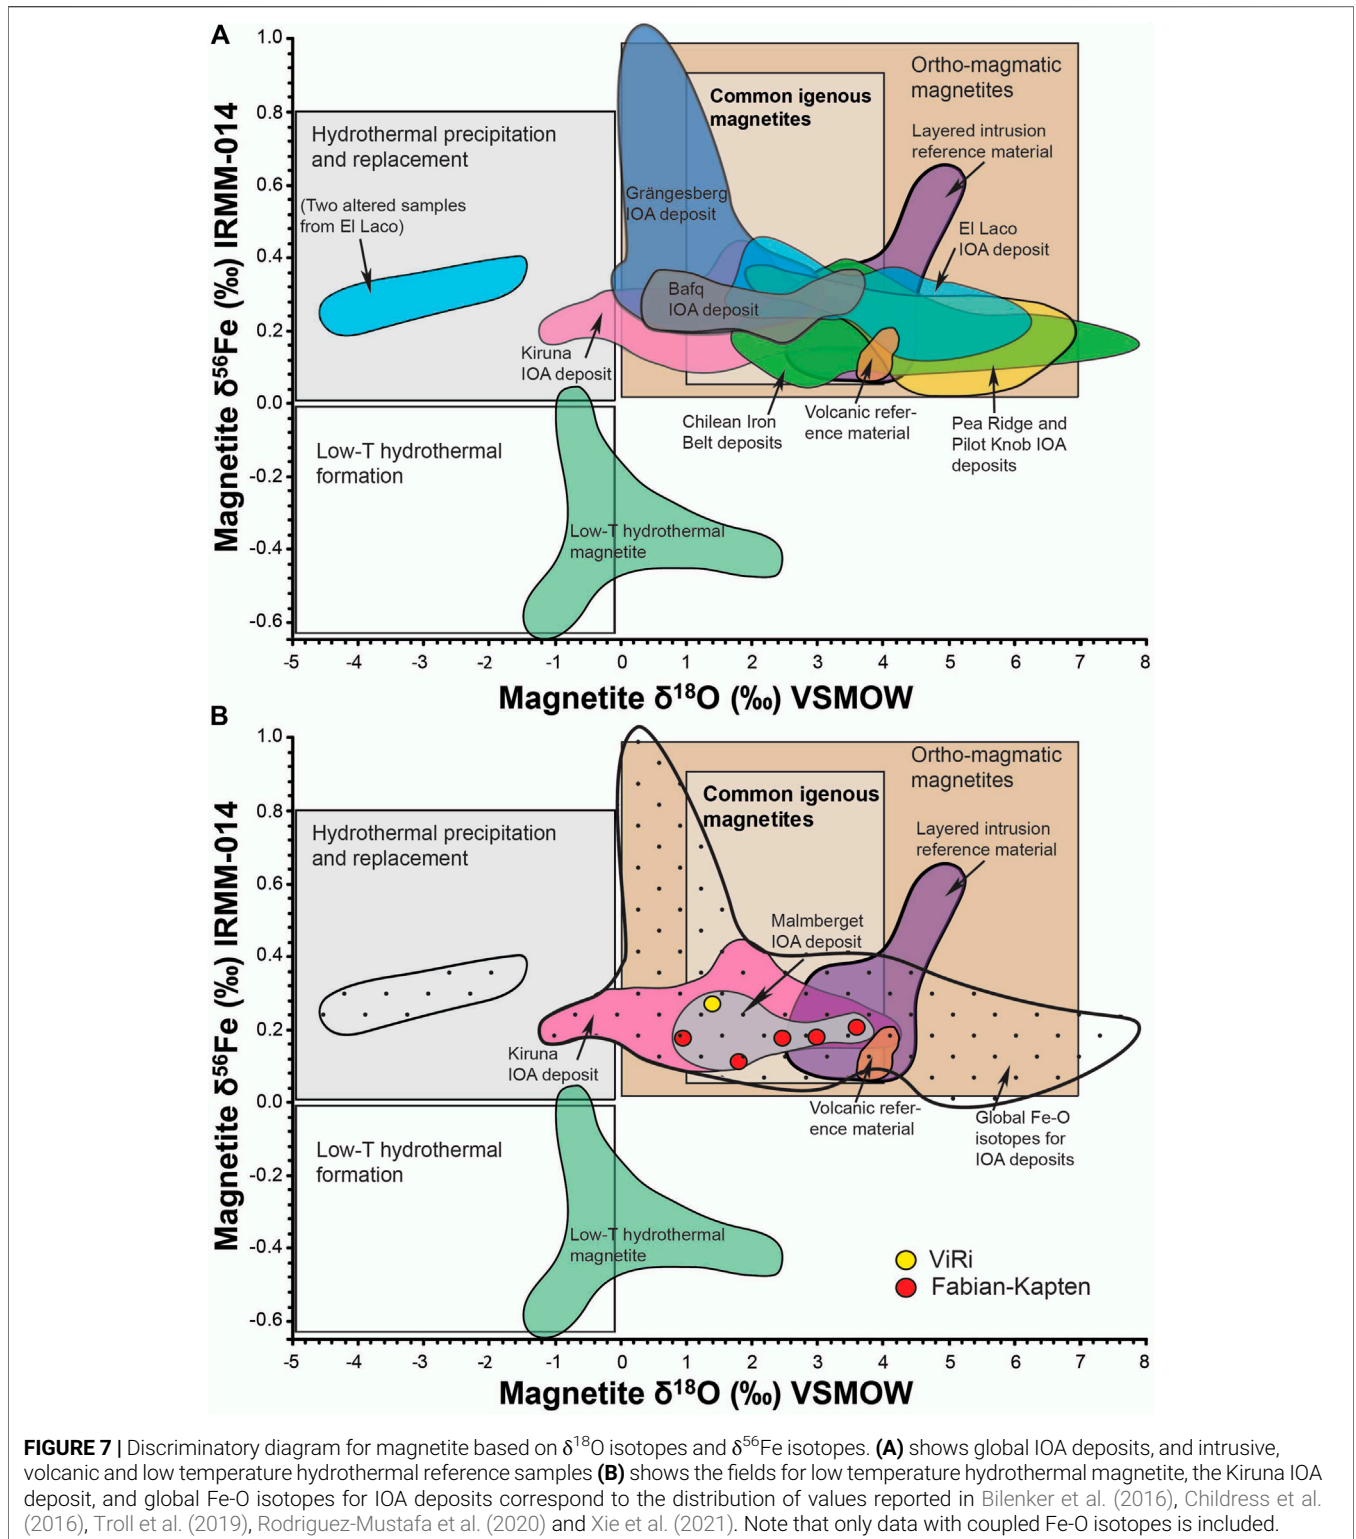 A
1.0
0.8
0.6
0.4
0.2
0.0
-0.2
-0.4
-0.6
Magnetite δ56Fe (‰) IRMM-014
Hydrothermal precipitation
and replacement
(Two altered samples
from El Laco)
Grängesberg
IOA deposit
Common igenous
magnetites
Ortho-magmatic
magnetites
Layered intrusion
reference material
El Laco
IOA deposit
Bafq
IOA deposit
Kiruna
IOA deposit
Chilean Iron
Belt deposits
Volcanic refer-
ence material
Pea Ridge and
Pilot Knob IOA
deposits
Low-T hydrothermal
formation
Low-T hydrothermal
magnetite
-5 -4 -3 -2 -1 0 1 2 3 4 5 6 7 8
Magnetite δ18O (‰) VSMOW
B
1.0
0.8
0.6
0.4
0.2
0.0
-0.2
-0.4
-0.6
Magnetite δ56Fe (‰) IRMM-014
Hydrothermal precipitation
and replacement
Common igenous
magnetites
Ortho-magmatic
magnetites
Layered intrusion
reference material
Malmberget
IOA deposit
Kiruna
IOA deposit
Volcanic refer-
ence material
Global Fe-O
isotopes for
IOA deposits
Low-T hydrothermal
formation
Low-T hydrothermal
magnetite
ViRi
Fabian-Kapten
-5 -4 -3 -2 -1 0 1 2 3 4 5 6 7 8
Magnetite δ18O (‰) VSMOW
FIGURE 7 | Discriminatory diagram for magnetite based on δ18O isotopes and δ56Fe isotopes. (A) shows global IOA deposits, and intrusive,
volcanic and low temperature hydrothermal reference samples (B) shows the fields for low temperature hydrothermal magnetite, the Kiruna IOA
deposit, and global Fe-O isotopes for IOA deposits correspond to the distribution of values reported in Bilenker et al. (2016), Childress et al.
(2016), Troll et al. (2019), Rodriguez-Mustafa et al. (2020) and Xie et al. (2021). Note that only data with coupled Fe-O isotopes is included.